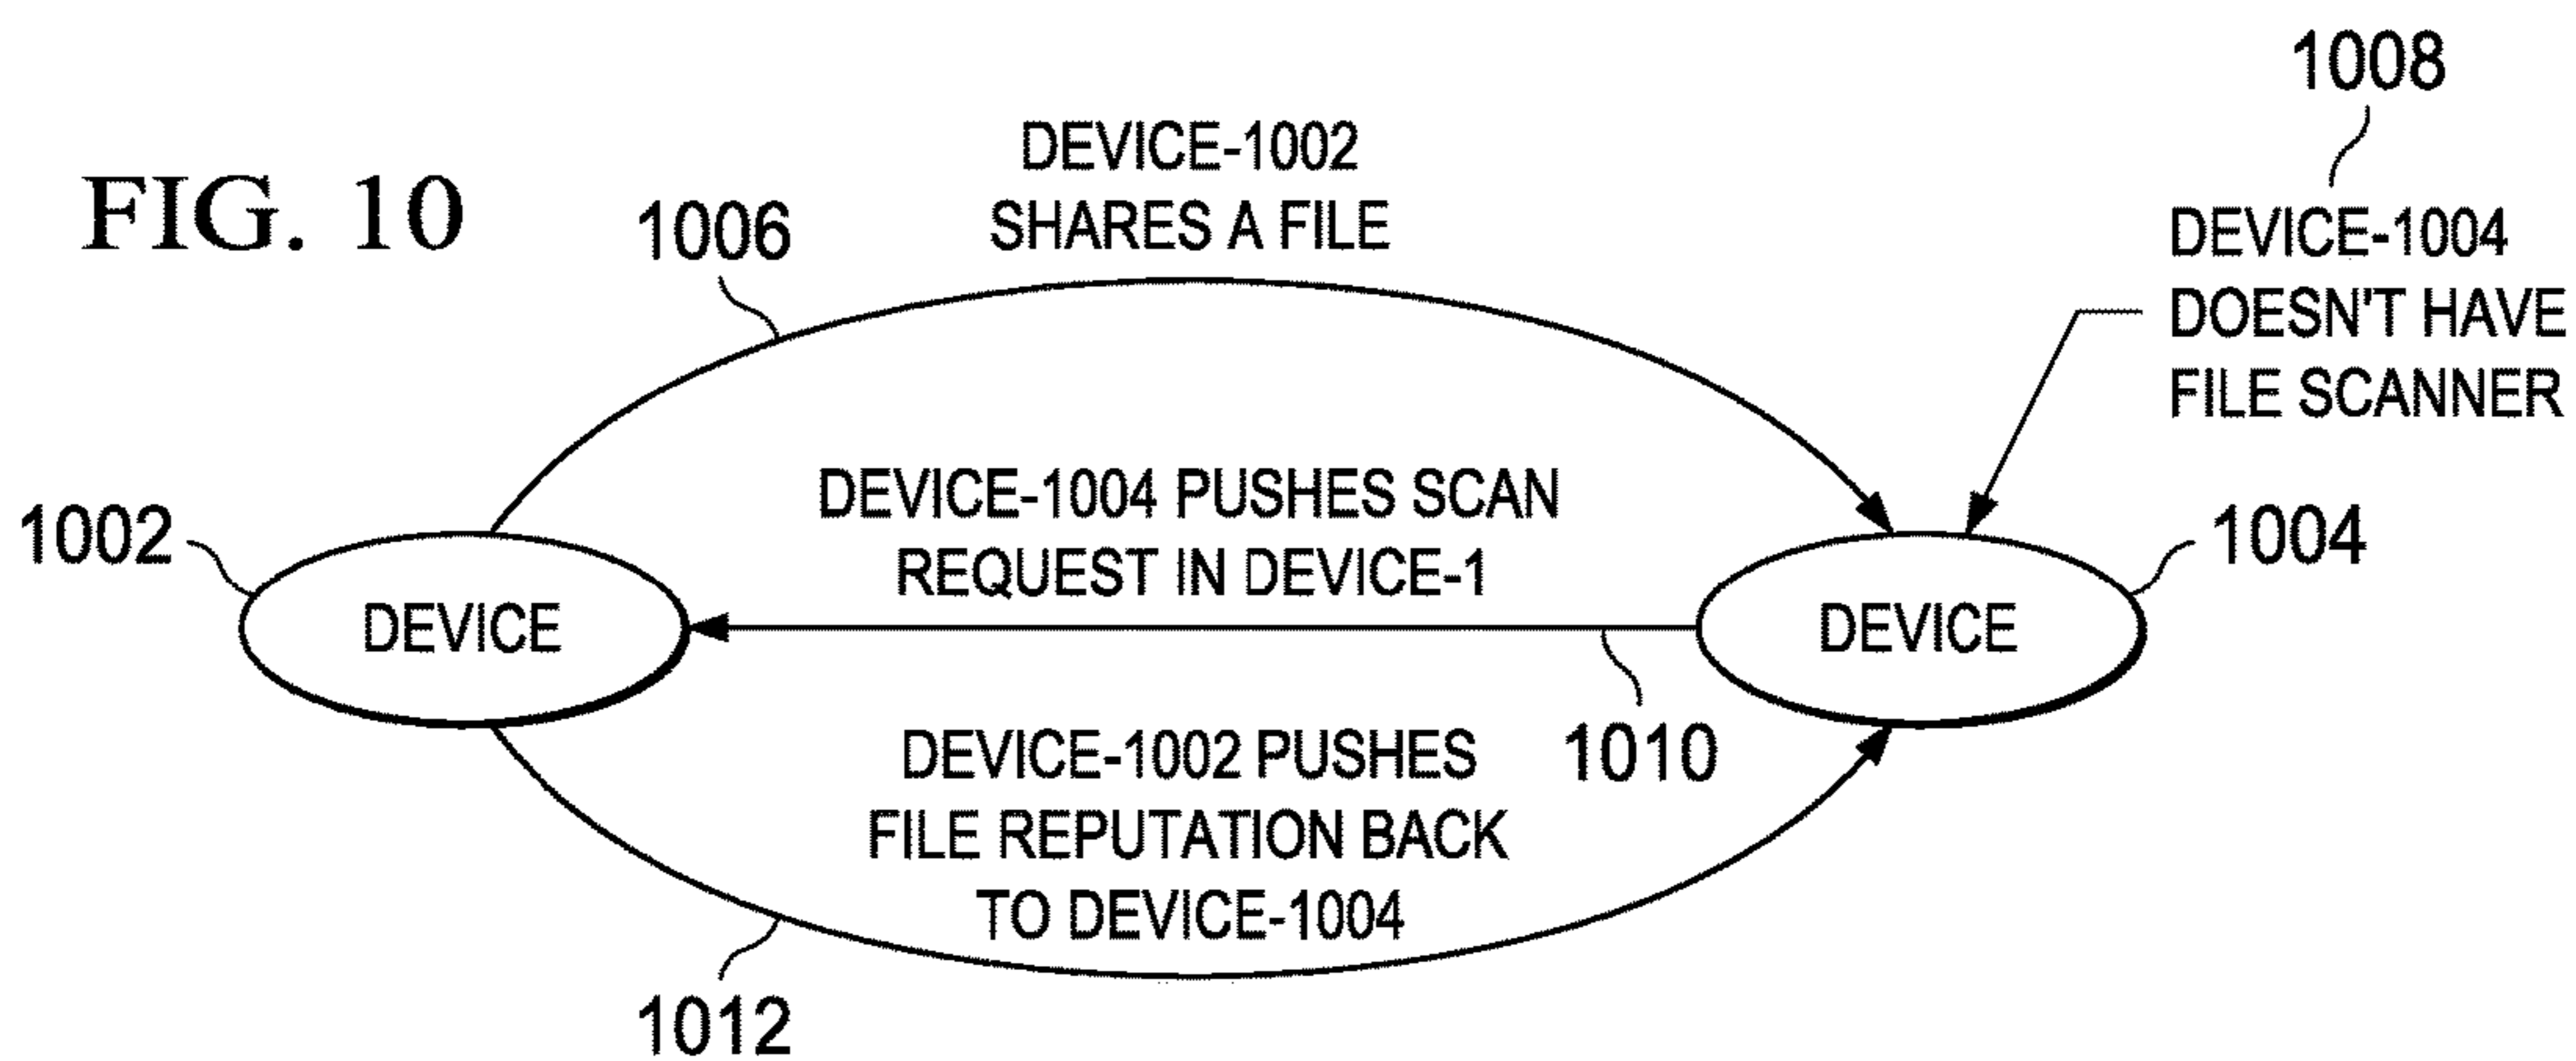 FIG. 10
1008
DEVICE-1002
SHARES A FILE
1006
DEVICE-1004
DOESN'T HAVE
FILE SCANNER
DEVICE-1004 PUSHES SCAN
REQUEST IN DEVICE-1
1002
1004
DEVICE
DEVICE
1010
DEVICE-1002 PUSHES
FILE REPUTATION BACK
TO DEVICE-1004
1012